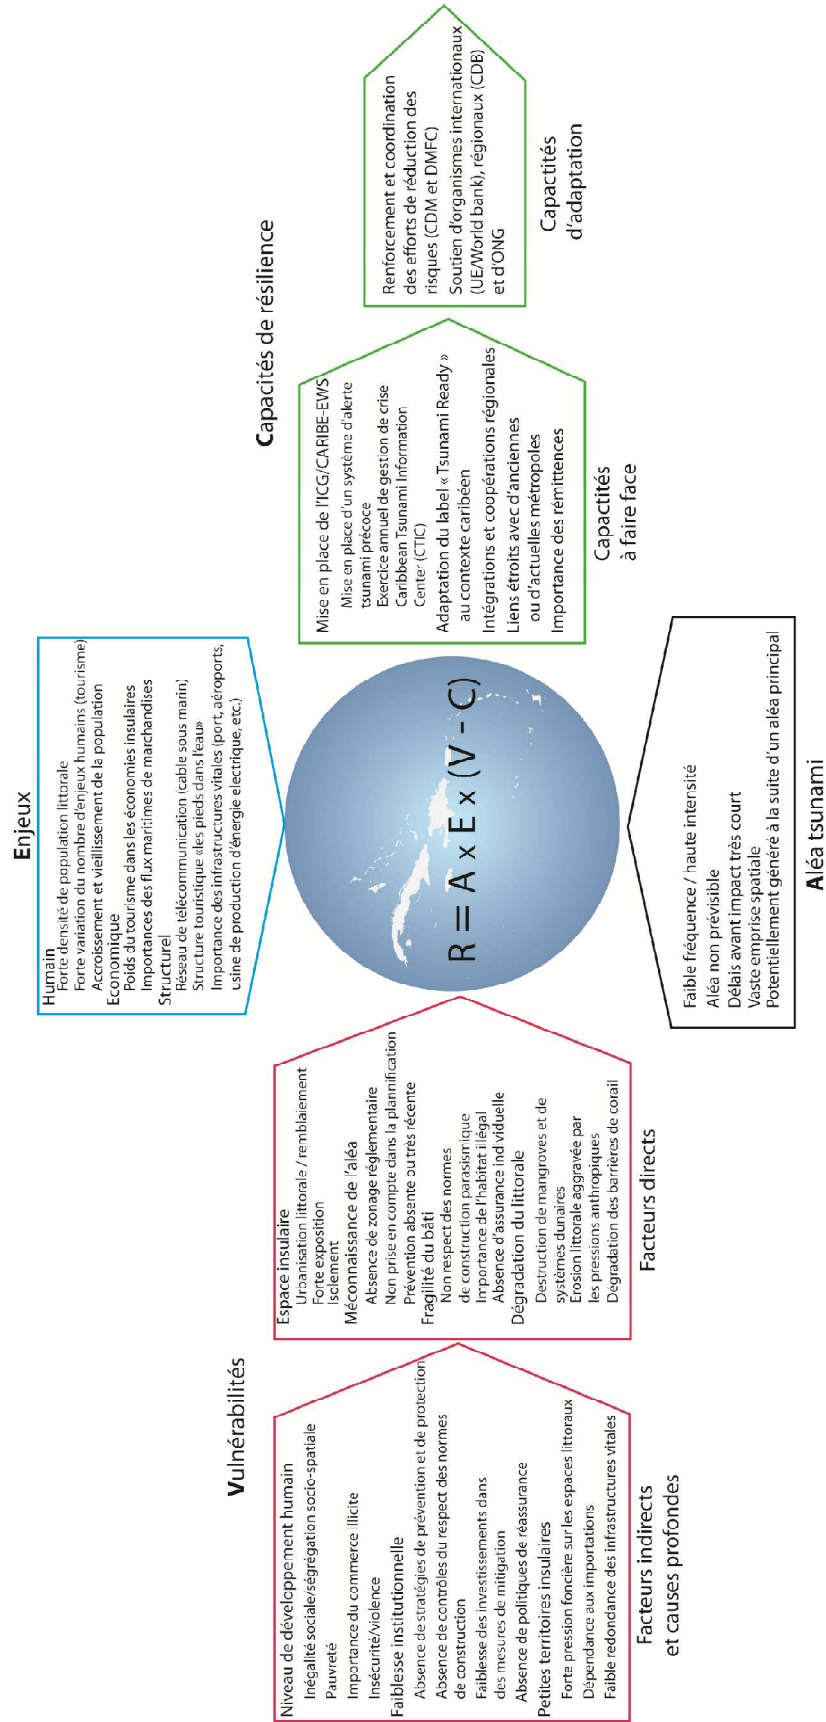 Vulnérabilités
Niveau de développement humain
Inégalité sociale/ségrégation socio-spatiale
Pauvreté
Importance du commerce illicite
Insécurité/violence
Faiblesse institutionnelle
Absence de stratégies de prévention et de protection
Absence de contrôles du respect des normes
de construction
Faiblesse des investissements dans
des mesures de mitigation
Absence de politiques de réassurance
Petites territoires insulaires
Forte pression foncière sur les espaces littoraux
Dépendance aux importations
Faible redondance des infrastructures vitales
Facteurs indirects
et causes profondes
Espace insulaire
Urbanisation littorale / remblaiement
Forte exposition
Isolement
Méconnaissance de l'aléa
Absence de zonage réglementaire
Non prise en compte dans la plannification
Prévention absente ou très récente
Fragilité du bâti
Non respect des normes
de construction parasismique
Importance de l'habitat illégal
Absence d'assurance individuelle
Dégradation du littorale
Destruction de mangroves et de
systèmes dunaires
Erosion littorale aggravée par
les pressions anthropiques
Dégradation des barrières de corail
Facteurs directs
Enjeux
Humain
Forte densité de population littorale
Forte variation du nombre d'enjeux humains (tourisme)
Accroissement et vieillissement de la population
Economique
Poids du tourisme dans les économies insulaires
Importances des flux maritimes de marchandises
Structurel
Réseau de télécommunication (cable sous marin)
Structure touristique «des pieds dans l'eau»
Importance des infrastructures vitales (port, aéroports,
usine de production d'énergie electrique, etc.)
R = A x E x (V - C)
Faible fréquence / haute intensité
Aléa non prévisible
Délais avant impact très court
Vaste emprise spatiale
Potentiellement généré à la suite d'un aléa principal
Aléa tsunami
Capacités de résilience
Mise en place de l'ICG/CARIBE-EWS
Mise en place d'un système d'alerte
tsunami précoce
Exercice annuel de gestion de crise
Caribbean Tsunami Information
Center (CTIC)
Adaptation du label « Tsunami Ready »
au contexte caribéen
Intégrations et coopérations régionales
Liens étroits avec d'anciennes
ou d'actuelles métropoles
Importance des rémittences
Capactités
à faire face
Renforcement et coordination
des efforts de réduction des
risques (CDM et DMFC)
Soutien d'organismes internationaux
(UE/World bank), régionaux (CDB)
et d'ONG
Capactités
d'adaptation